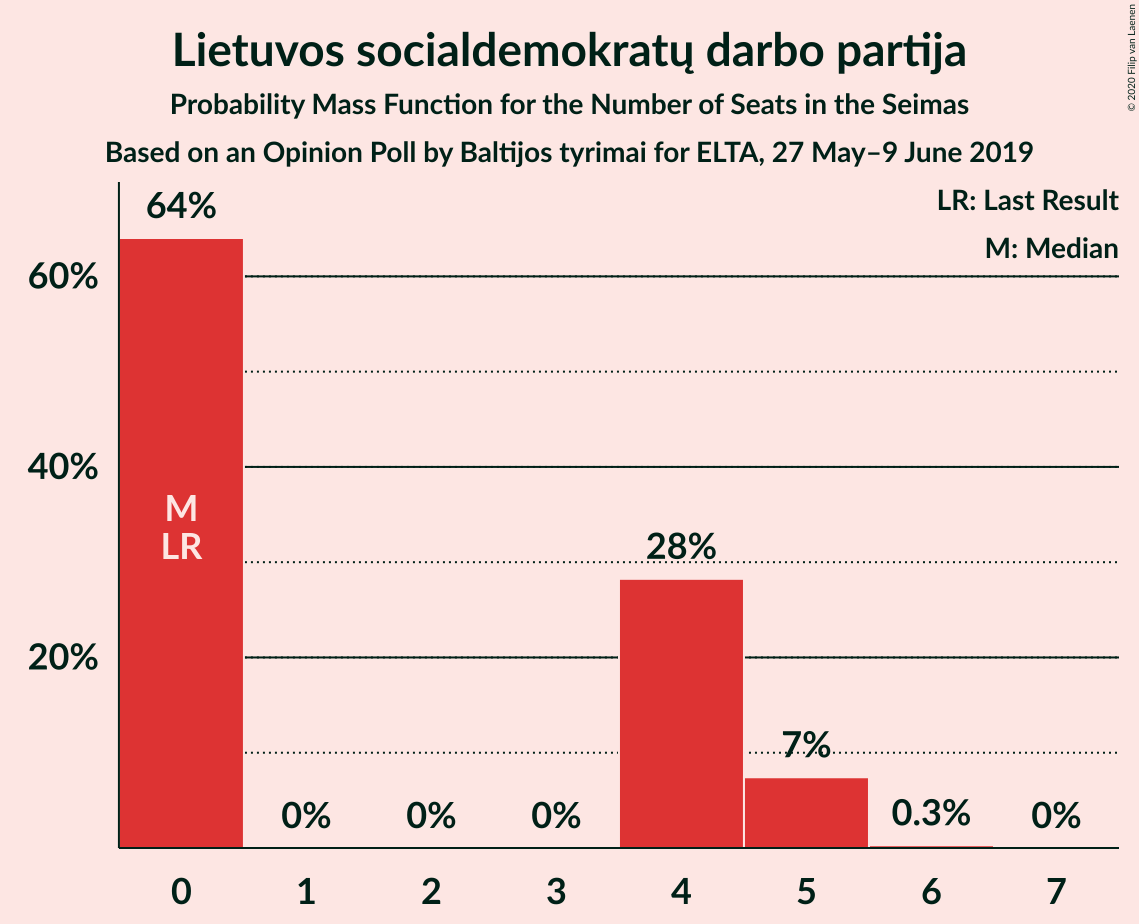 Lietuvos socialdemokratų darbo partija
Probability Mass Function for the Number of Seats in the Seimas
Based on an Opinion Poll by Baltijos tyrimai for ELTA, 27 May–9 June 2019
© 2020 Filip van Laenen
LR: Last Result
M: Median
64%
60%
40%
20%
M
LR
0%
0%
0%
28%
7%
0.3%
0%
0
1
2
3
4
5
6
7